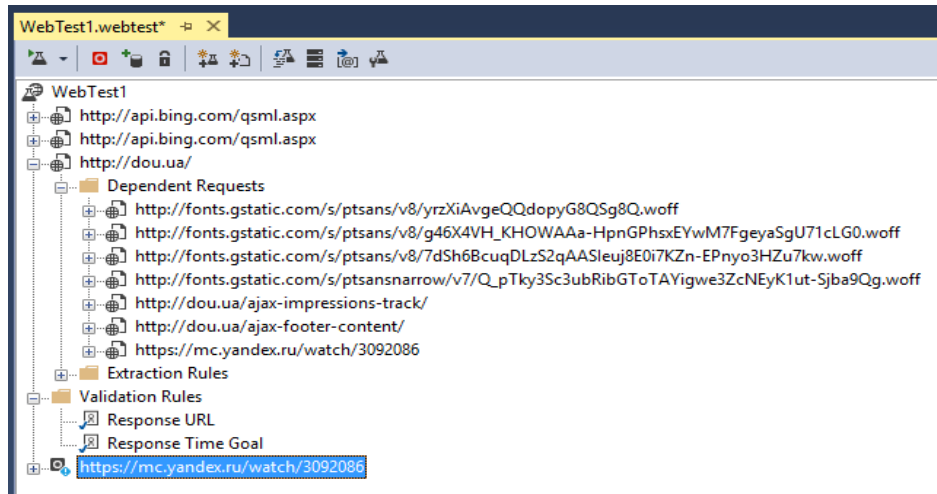 WebTest1.webtest*
WebTest1
http://api.bing.com/qsml.aspx
http://api.bing.com/qsml.aspx
http://dou.ua/
Dependent Requests
http://fonts.gstatic.com/s/ptsans/v8/yrzXiAvgeQQdopyG8QSg8Q.woff
http://fonts.gstatic.com/s/ptsans/v8/g46X4VH_KHOWAAa-HpnGPhsxEYwM7FgeyaSgU71cLG0.woff
http://fonts.gstatic.com/s/ptsans/v8/7dSh6BcuqDLzS2qAASIeuj8E0i7KZn-EPnyo3HZu7kw.woff
http://fonts.gstatic.com/s/ptsansnarrow/v7/Q_pTky3Sc3ubRibGToTAYigwe3ZcNEyK1ut-Sjba9Qg.woff
http://dou.ua/ajax-impressions-track/
http://dou.ua/ajax-footer-content/
https://mc.yandex.ru/watch/3092086
Extraction Rules
Validation Rules
Response URL
Response Time Goal
https://mc.yandex.ru/watch/3092086